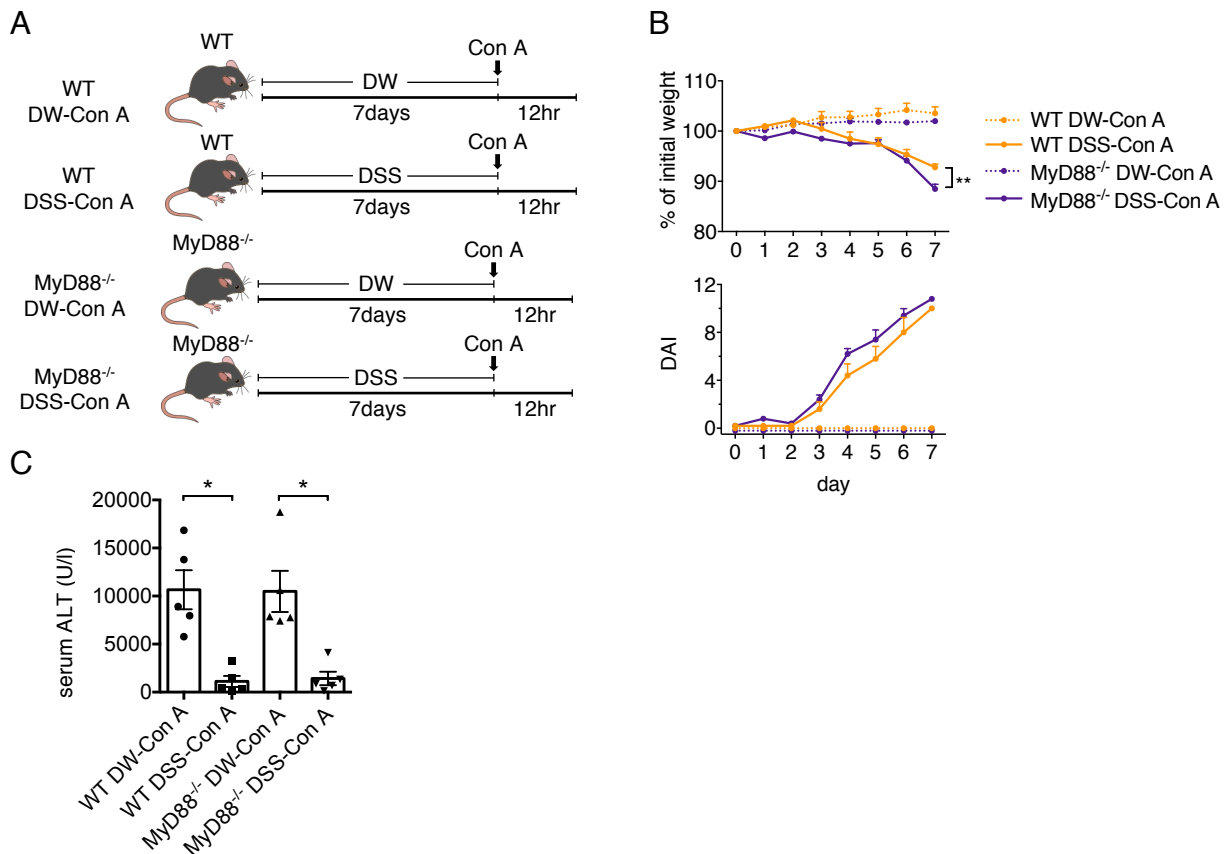 A
WT
WT
DW-Con A
DW
Con A
7days
12hr
WT
WT
DSS-Con A
DSS
Con A
7days
12hr
MyD88-/-
MyD88-/-
DW-Con A
DW
Con A
7days
12hr
MyD88-/-
MyD88-/-
DSS-Con A
DSS
Con A
7days
12hr
B
% of initial weight
110
100
90
80
0 1 2 3 4 5 6 7
**
WT DW-Con A
WT DSS-Con A
MyD88-/- DW-Con A
MyD88-/- DSS-Con A
DAI
12
8
4
0
0 1 2 3 4 5 6 7
day
C
serum ALT (U/l)
20000
15000
10000
5000
0
* *
WT DW-Con A
WT DSS-Con A
MyD88-/- DW-Con A
MyD88-/- DSS-Con A